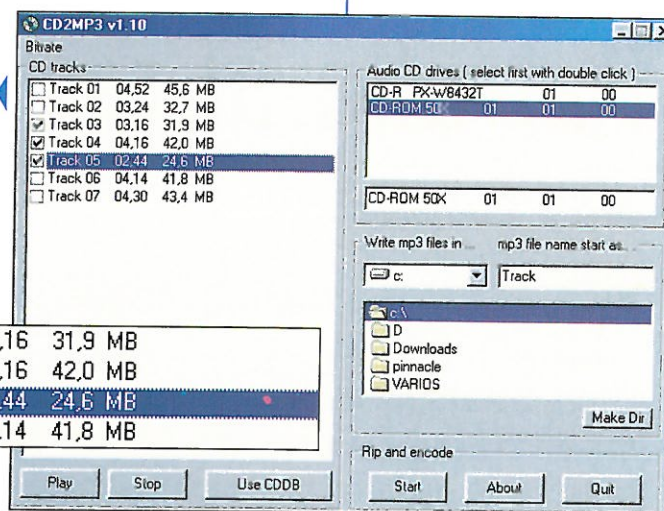 CD2MP3 v1.10
Bitrate
CD tracks
Track 01 04,52 45,6 MB
Track 02 03,24 32,7 MB
Track 03 03,16 31,9 MB
Track 04 04,16 42,0 MB
Track 05 02,44 24,6 MB
Track 06 04,14 41,8 MB
Track 07 04,30 43,4 MB
,16 31,9 MB
,16 42,0 MB
,44 24,6 MB
,14 41,8 MB
Play Stop Use CDDB
Audio CD drives ( select first with double click )
CD-R PX-W8432T 01 00
CD-ROM 50X 01 01 00
CD-ROM 50X 01 01 00
Write mp3 files in ... mp3 file name start as...
c: Track
c:\
D
Downloads
pinnacle
VARIOS
Make Dir
Rip and encode
Start About Quit